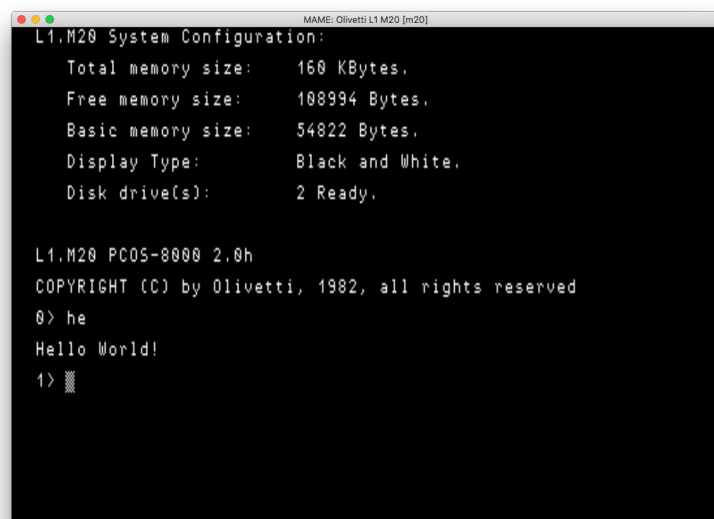 MAME: Olivetti L1 M20 [m20]
L1.M20 System Configuration:
Total memory size: 160 KBytes.
Free memory size: 108994 Bytes.
Basic memory size: 54822 Bytes.
Display Type: Black and White.
Disk drive(s): 2 Ready.
L1.M20 PCOS-8000 2.0h
COPYRIGHT (C) by Olivetti, 1982, all rights reserved
0> he
Hello World!
1>